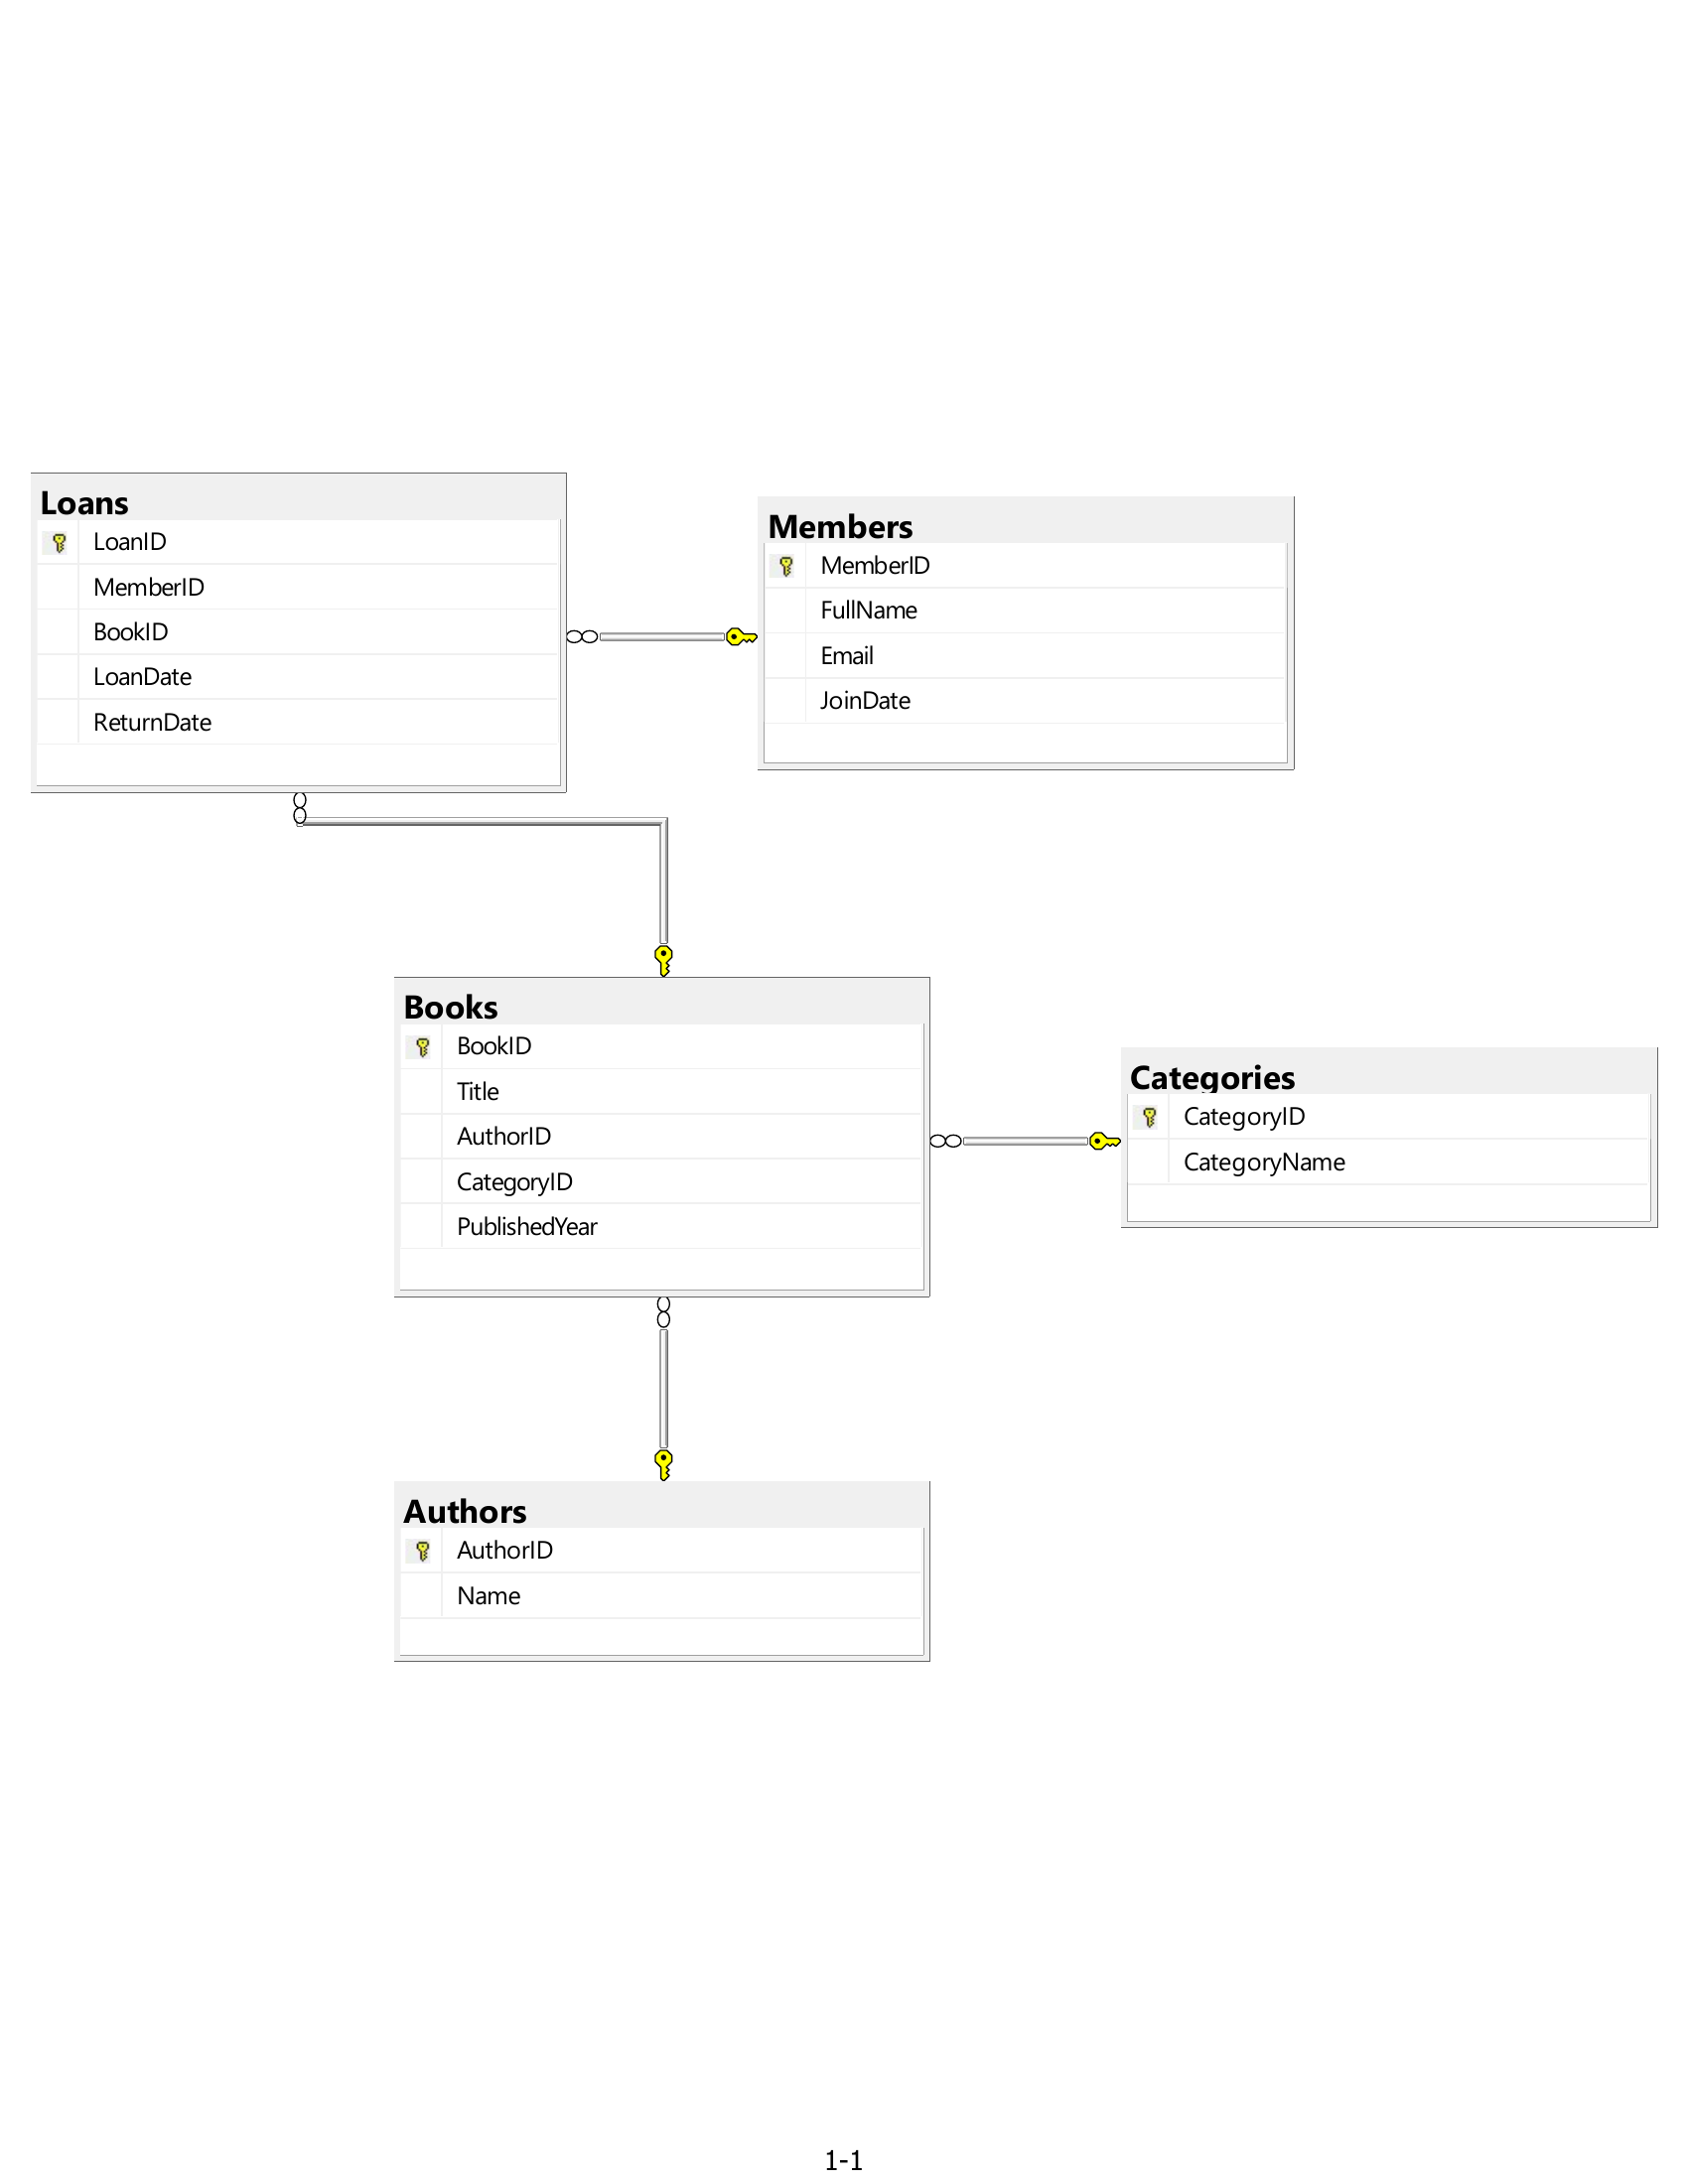 Loans
LoanID
MemberID
BookID
LoanDate
ReturnDate
Members
MemberID
FullName
Email
JoinDate
Books
BookID
Title
AuthorID
CategoryID
PublishedYear
Categories
CategoryID
CategoryName
Authors
AuthorID
Name
1-1